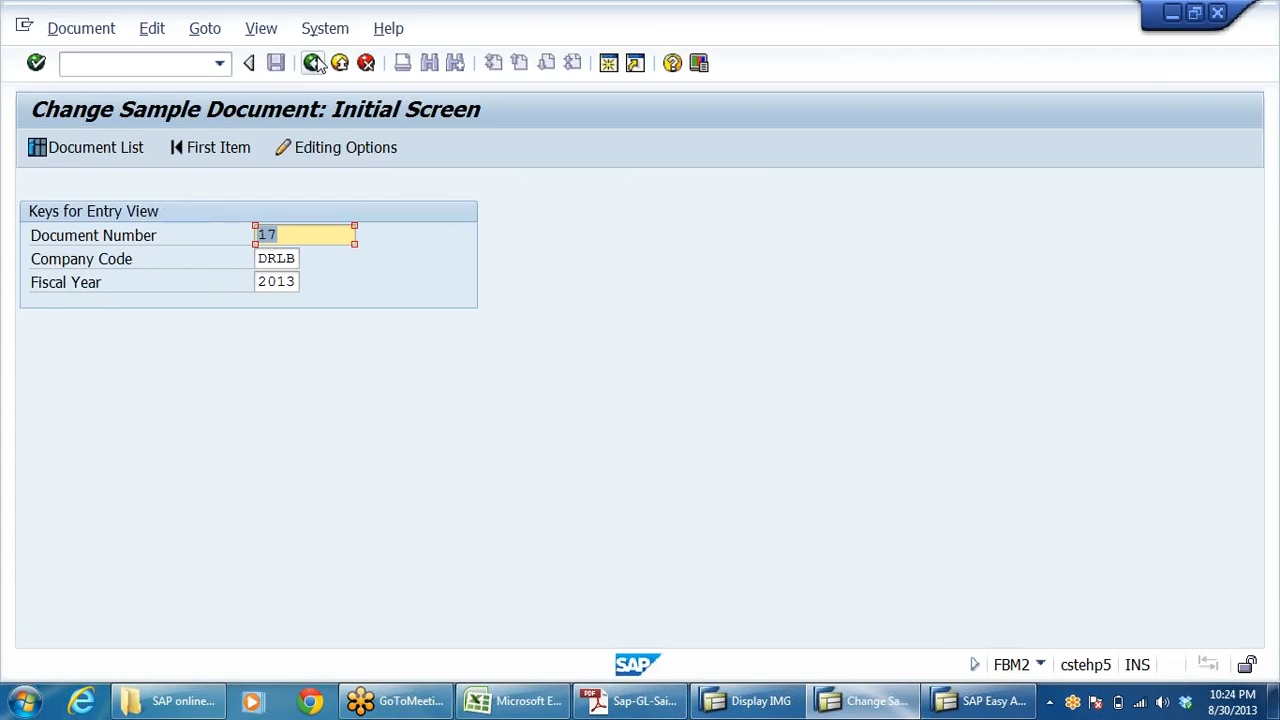 Document Edit Goto View System Help
Change Sample Document: Initial Screen
Document List First Item Editing Options
Keys for Entry View
Document Number 17
Company Code DRLB
Fiscal Year 2013
SAP FBM2 cstehp5 INS
SAP online... GoToMeeti... Microsoft E... Sap-GL-Sai... Display IMG Change Sa... SAP Easy A... 10:24 PM
8/30/2013